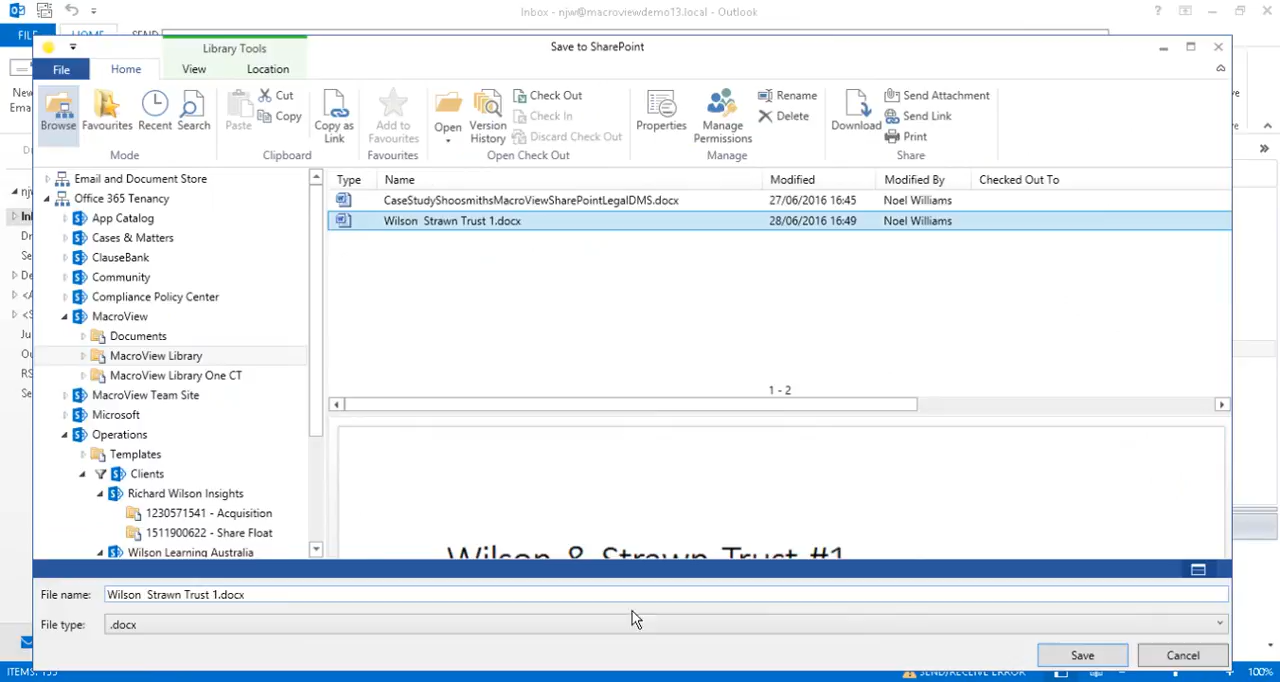 Inbox - njw@macroviewdemo13.local - Outlook
FILE HOME SEND
Library Tools
Save to SharePoint
File Home View Location
Browse Favourites Recent Search
Mode
Paste
Cut
Copy
Copy as Link
Clipboard
Add to Favourites
Favourites
Open
Version History
Check Out
Check In
Discard Check Out
Open Check Out
Properties
Manage Permissions
Rename
Delete
Manage
Download
Send Attachment
Send Link
Print
Share
Email and Document Store
Office 365 Tenancy
App Catalog
Cases & Matters
ClauseBank
Community
Compliance Policy Center
MacroView
Documents
MacroView Library
MacroView Library One CT
MacroView Team Site
Microsoft
Operations
Templates
Clients
Richard Wilson Insights
1230571541 - Acquisition
1511900622 - Share Float
Wilson Learning Australia
Type Name Modified Modified By Checked Out To
CaseStudyShoosmithsMacroViewSharePointLegalDMS.docx 27/06/2016 16:45 Noel Williams
Wilson  Strawn Trust 1.docx 28/06/2016 16:49 Noel Williams
1 - 2
Wilson & Strawn Trust #1
File name: Wilson  Strawn Trust 1.docx
File type: .docx
Save Cancel
SEND/RECEIVE ERROR
100%